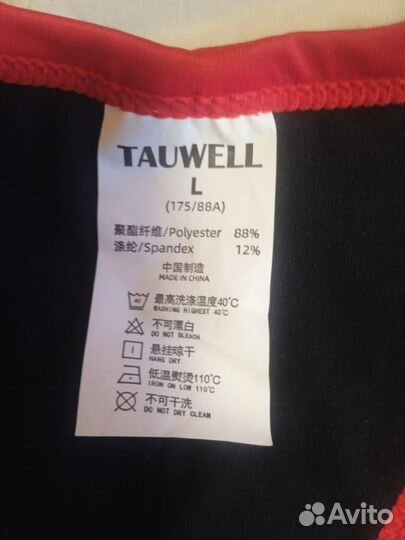 TAUWELL
L
(175/88A)
聚酯纤维/Polyester 88%
涤纶/Spandex 12%
中国制造
MADE IN CHINA
40° 最高洗涤温度40℃
WASHING HIGHEST 40℃
不可漂白
DO NOT BLEACH
悬挂晾干
HANG DRY
低温熨烫110℃
IRON ON LOW 110℃
不可干洗
DO NOT DRY CLEAN
Avito